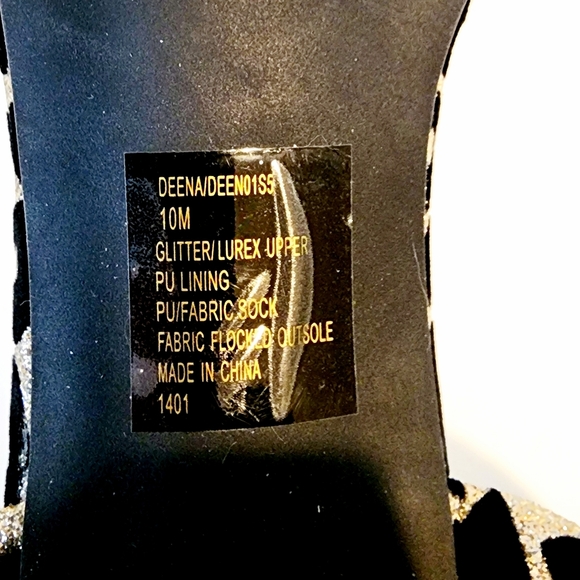 DEENA/DEEN01S5
10M
GLITTER/LUREX UPPER
PU LINING
PU/FABRIC SOCK
FABRIC FLOCKED OUTSOLE
MADE IN CHINA
1401